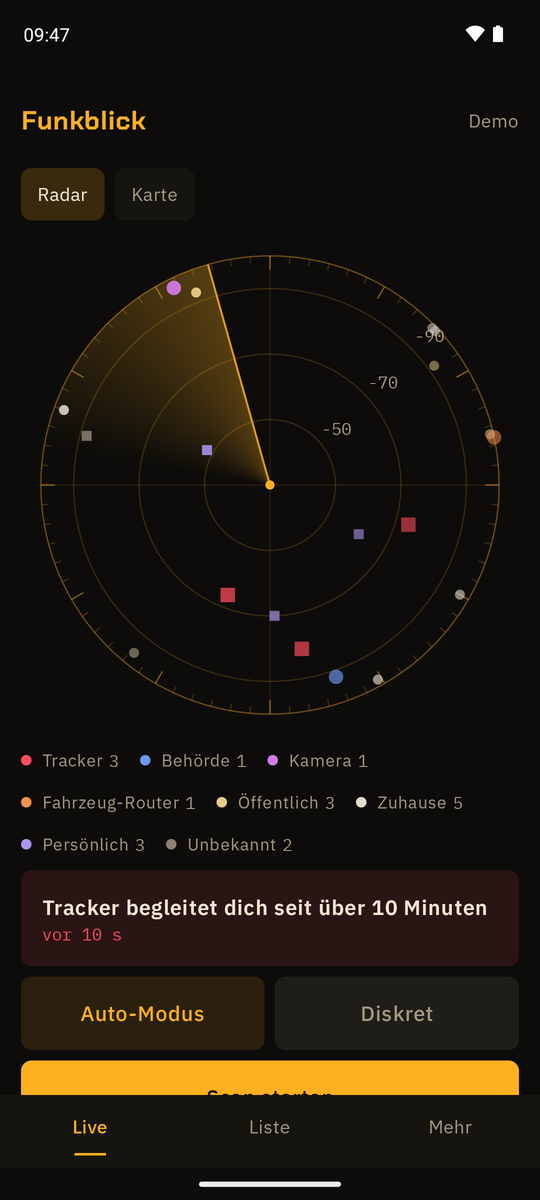 09:47
Funkblick
Demo
Radar
Karte
-90
-70
-50
Tracker 3
Behörde 1
Kamera 1
Fahrzeug-Router 1
Öffentlich 3
Zuhause 5
Persönlich 3
Unbekannt 2
Tracker begleitet dich seit über 10 Minuten
vor 10 s
Auto-Modus
Diskret
Scan starten
Live
Liste
Mehr